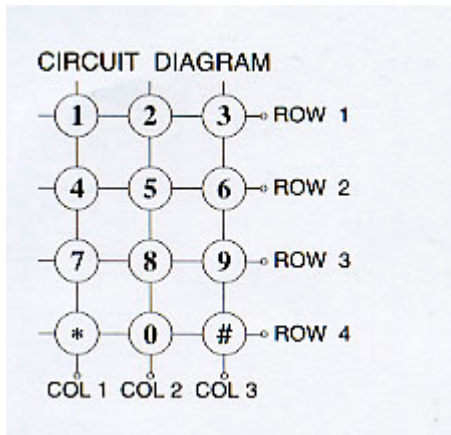 CIRCUIT DIAGRAM
1 2 3 ROW 1
4 5 6 ROW 2
7 8 9 ROW 3
* 0 # ROW 4
COL 1 COL 2 COL 3